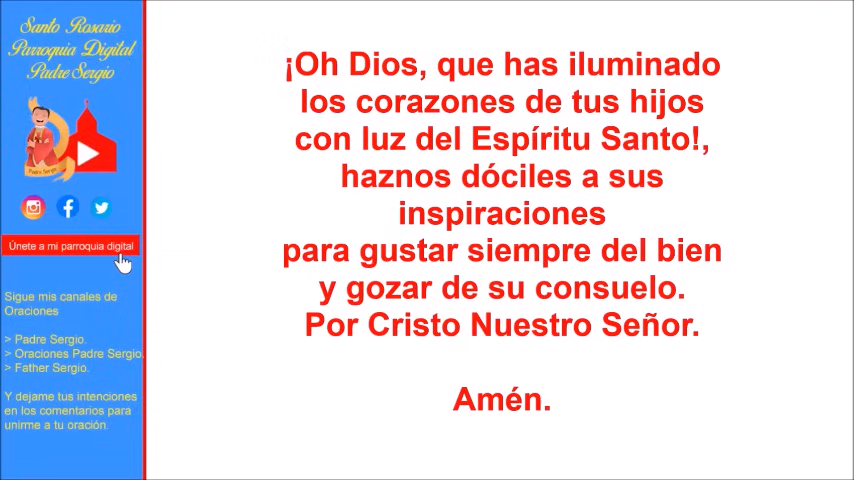 Santo Rosario
Parroquia Digital
Padre Sergio
Padre Sergio
Únete a mi parroquia digital
Sigue mis canales de
Oraciones
> Padre Sergio.
> Oraciones Padre Sergio.
> Father Sergio.
Y dejame tus intenciones
en los comentarios para
unirme a tu oración.
¡Oh Dios, que has iluminado
los corazones de tus hijos
con luz del Espíritu Santo!,
haznos dóciles a sus
inspiraciones
para gustar siempre del bien
y gozar de su consuelo.
Por Cristo Nuestro Señor.
Amén.